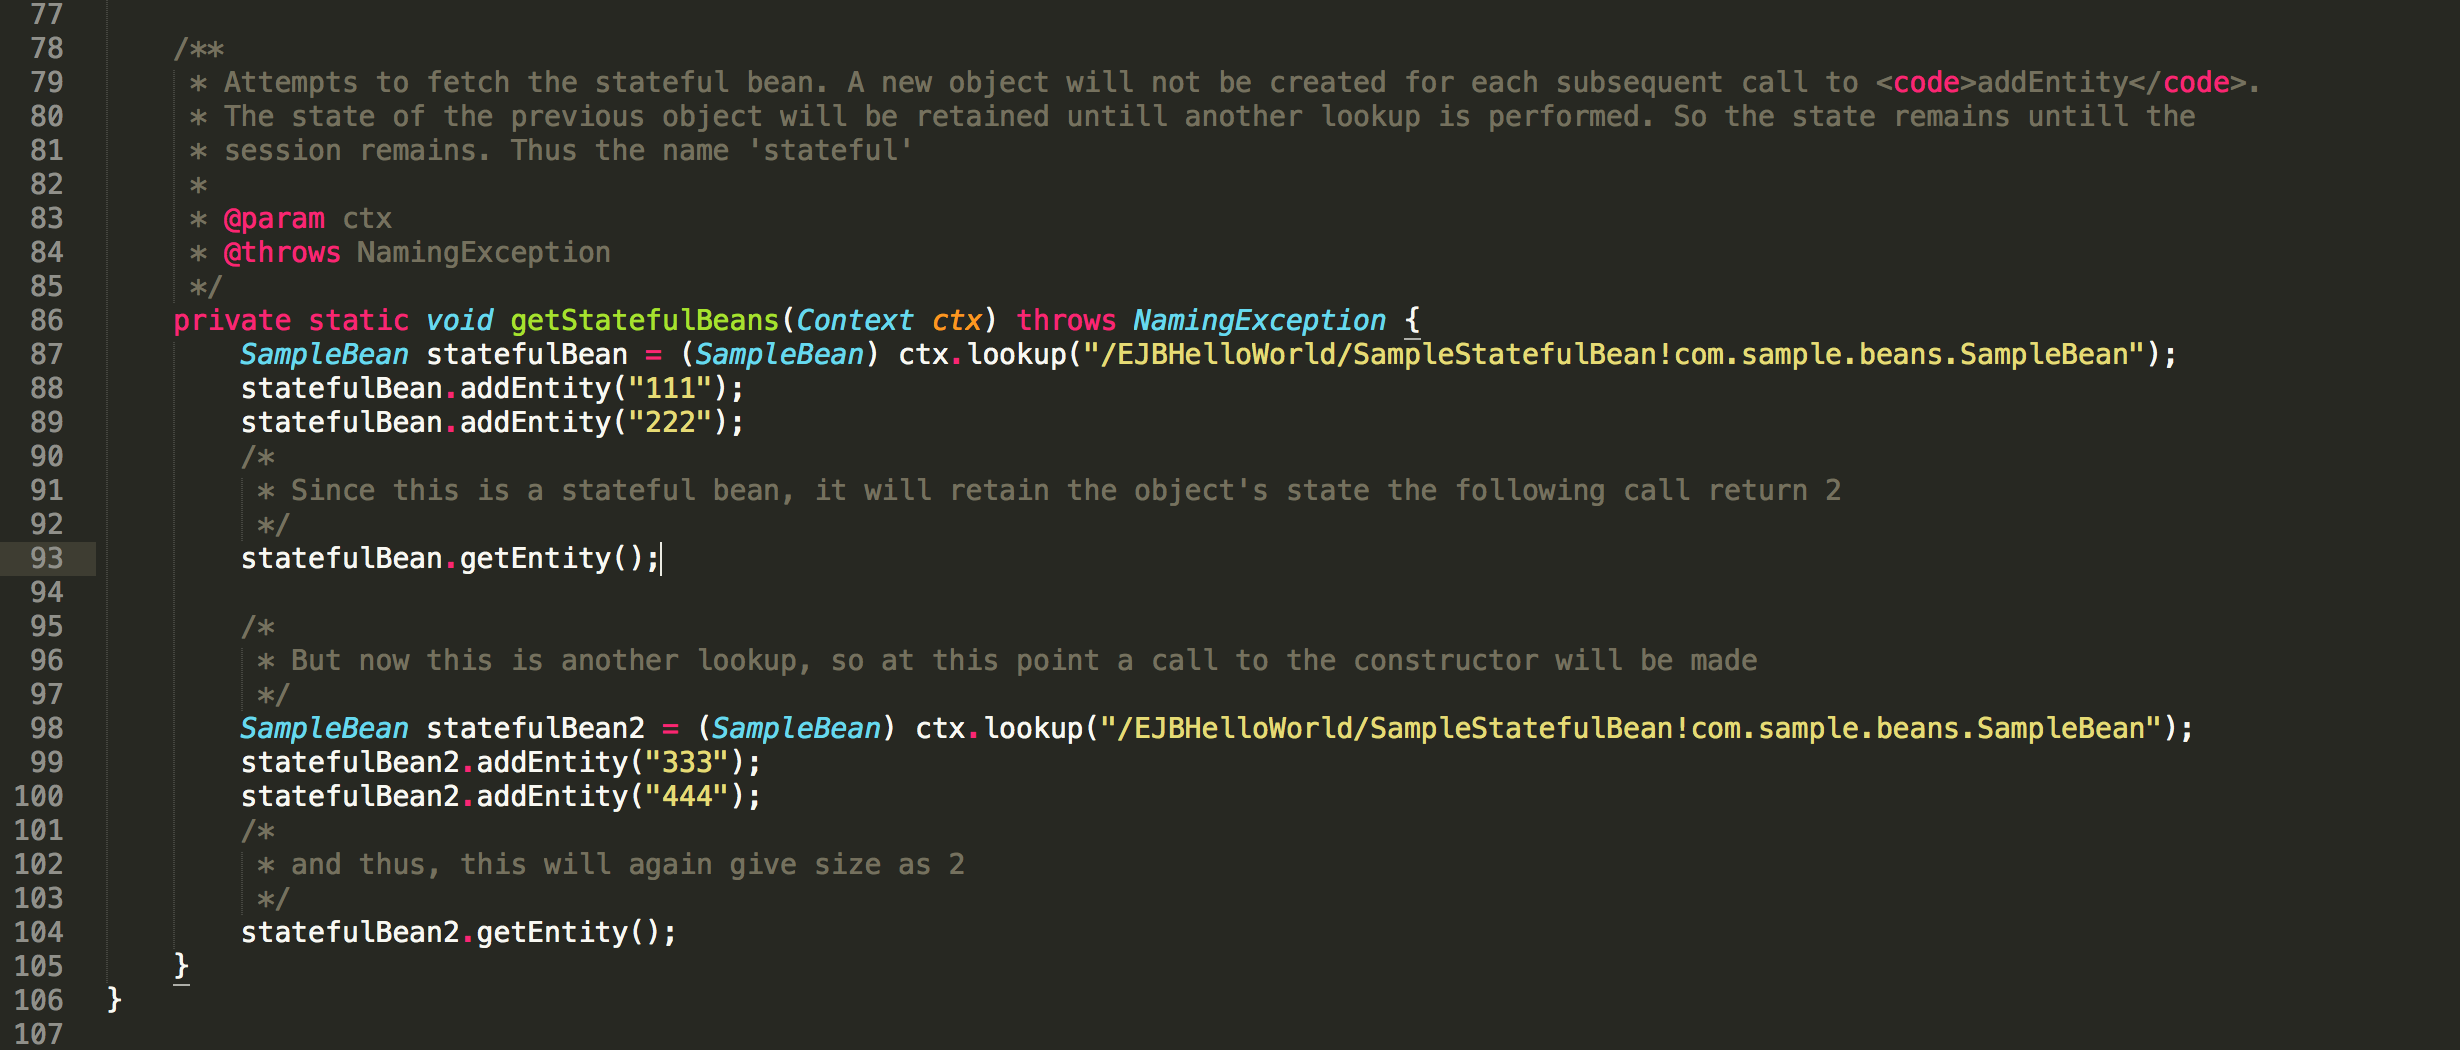 77
78 /**
79 * Attempts to fetch the stateful bean. A new object will not be created for each subsequent call to <code>addEntity</code>.
80 * The state of the previous object will be retained untill another lookup is performed. So the state remains untill the
81 * session remains. Thus the name 'stateful'
82 *
83 * @param ctx
84 * @throws NamingException
85 */
86 private static void getStatefulBeans(Context ctx) throws NamingException {
87 SampleBean statefulBean = (SampleBean) ctx.lookup("/EJBHelloWorld/SampleStatefulBean!com.sample.beans.SampleBean");
88 statefulBean.addEntity("111");
89 statefulBean.addEntity("222");
90 /*
91 * Since this is a stateful bean, it will retain the object's state the following call return 2
92 */
93 statefulBean.getEntity();
94
95 /*
96 * But now this is another lookup, so at this point a call to the constructor will be made
97 */
98 SampleBean statefulBean2 = (SampleBean) ctx.lookup("/EJBHelloWorld/SampleStatefulBean!com.sample.beans.SampleBean");
99 statefulBean2.addEntity("333");
100 statefulBean2.addEntity("444");
101 /*
102 * and thus, this will again give size as 2
103 */
104 statefulBean2.getEntity();
105 }
106 }
107